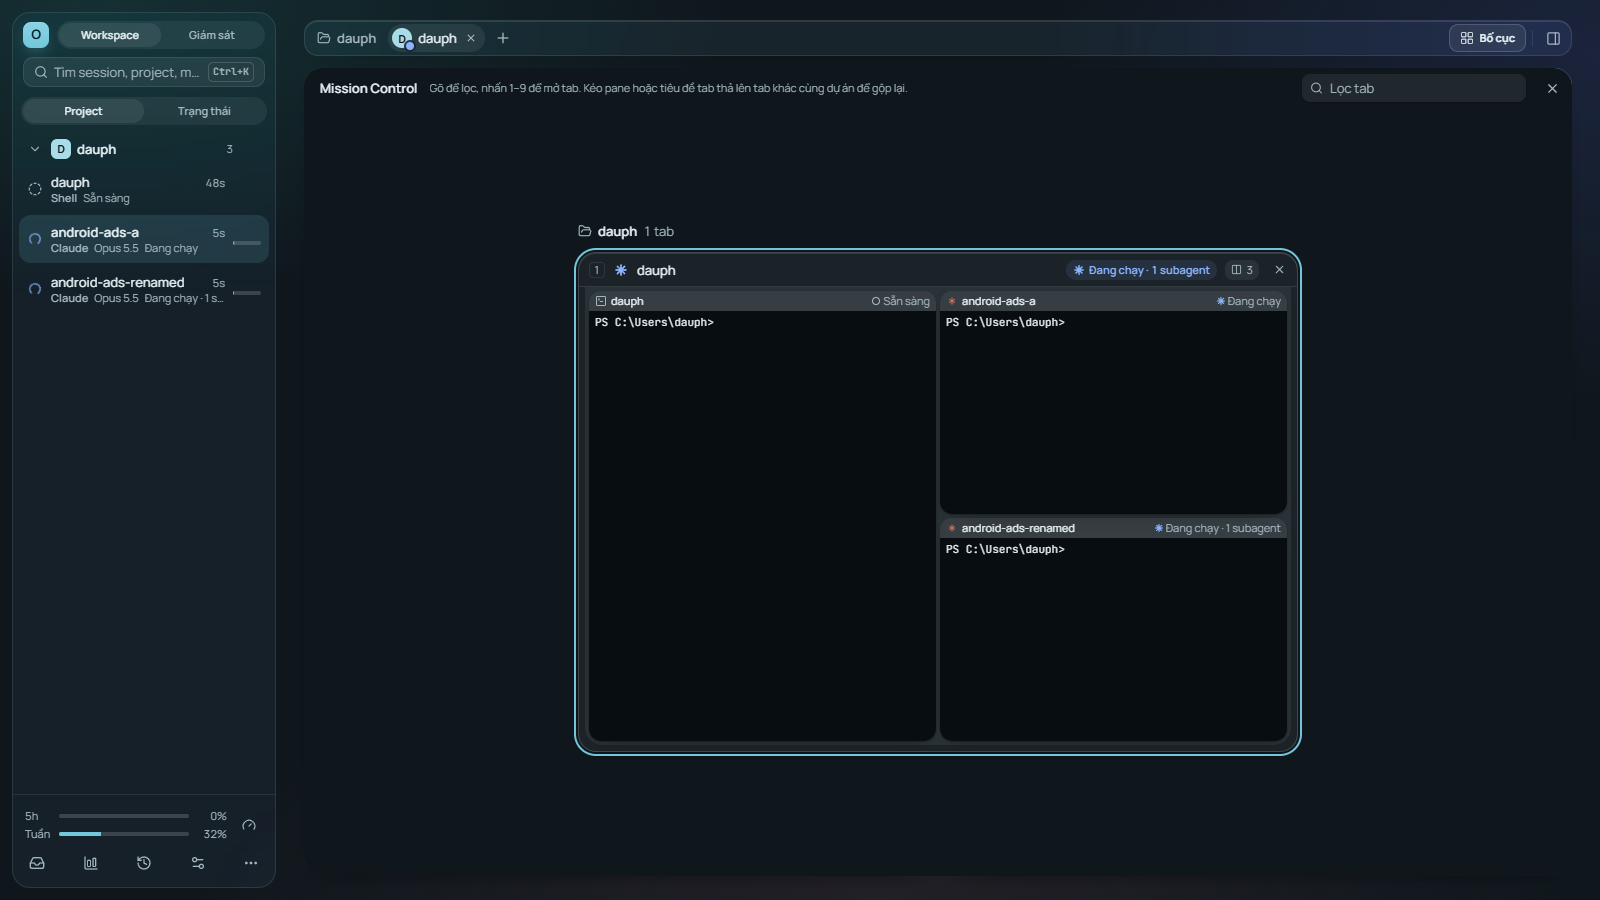 O
Workspace
Giám sát
Tìm session, project, m...
Ctrl+K
Project
Trạng thái
D dauph 3
dauph 48s
Shell Sẵn sàng
android-ads-a 5s
Claude Opus 5.5 Đang chạy
android-ads-renamed 5s
Claude Opus 5.5 Đang chạy · 1 s...
5h 0%
Tuần 32%
dauph
D dauph
Bố cục
Mission Control
Gõ để lọc, nhấn 1–9 để mở tab. Kéo pane hoặc tiêu đề tab thả lên tab khác cùng dự án để gộp lại.
Lọc tab
dauph 1 tab
1 dauph
Đang chạy · 1 subagent
3
dauph
Sẵn sàng
PS C:\Users\dauph>
android-ads-a
Đang chạy
PS C:\Users\dauph>
android-ads-renamed
Đang chạy · 1 subagent
PS C:\Users\dauph>